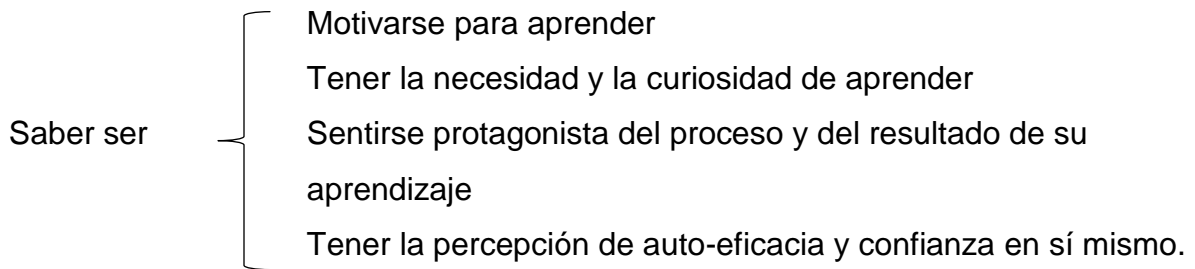 Motivarse para aprender
Tener la necesidad y la curiosidad de aprender
Saber ser
Sentirse protagonista del proceso y del resultado de su
aprendizaje
Tener la percepción de auto-eficacia y confianza en sí mismo.